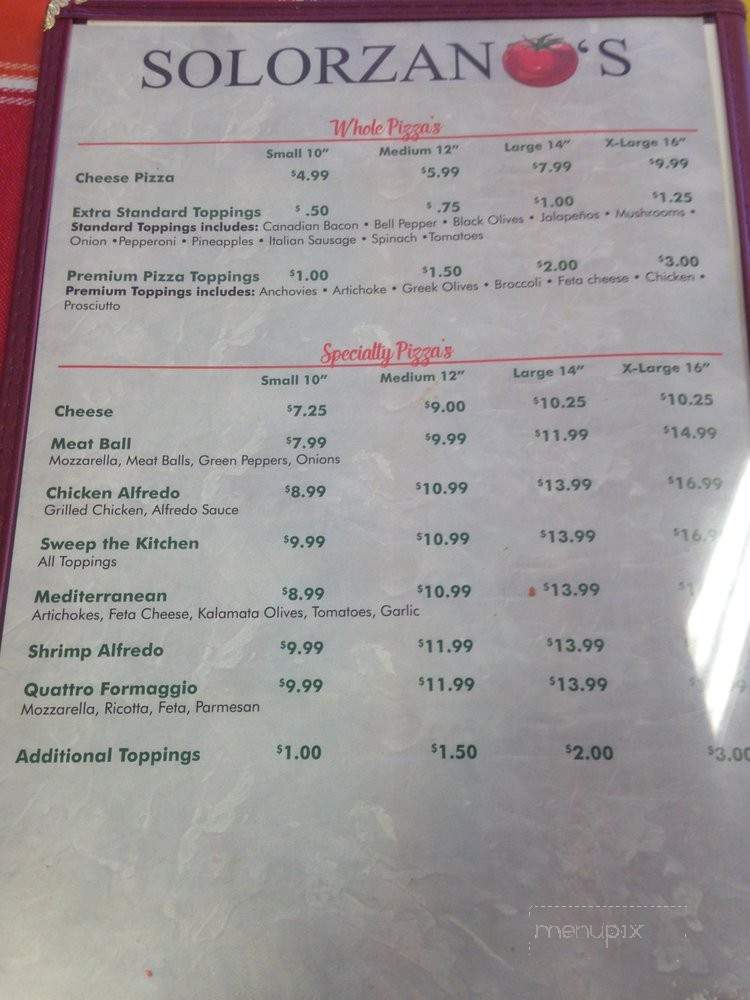 SOLORZANO'S
Whole Pizza's
Small 10" Medium 12" Large 14" X-Large 16"
Cheese Pizza $4.99 $5.99 $7.99 $9.99
Extra Standard Toppings $.50 $.75 $1.00 $1.25
Standard Toppings includes: Canadian Bacon • Bell Pepper • Black Olives • Jalapeños • Mushrooms •
Onion • Pepperoni • Pineapples • Italian Sausage • Spinach • Tomatoes
Premium Pizza Toppings $1.00 $1.50 $2.00 $3.00
Premium Toppings includes: Anchovies • Artichoke • Greek Olives • Broccoli • Feta cheese • Chicken •
Prosciutto
Specialty Pizza's
Small 10" Medium 12" Large 14" X-Large 16"
Cheese $7.25 $9.00 $10.25 $10.25
Meat Ball $7.99 $9.99 $11.99 $14.99
Mozzarella, Meat Balls, Green Peppers, Onions
Chicken Alfredo $8.99 $10.99 $13.99 $16.99
Grilled Chicken, Alfredo Sauce
Sweep the Kitchen $9.99 $10.99 $13.99
All Toppings
Mediterranean $8.99 $10.99 $13.99
Artichokes, Feta Cheese, Kalamata Olives, Tomatoes, Garlic
Shrimp Alfredo $9.99 $11.99 $13.99
Quattro Formaggio $9.99 $11.99 $13.99
Mozzarella, Ricotta, Feta, Parmesan
Additional Toppings $1.00 $1.50 $2.00 $3.00
menupix